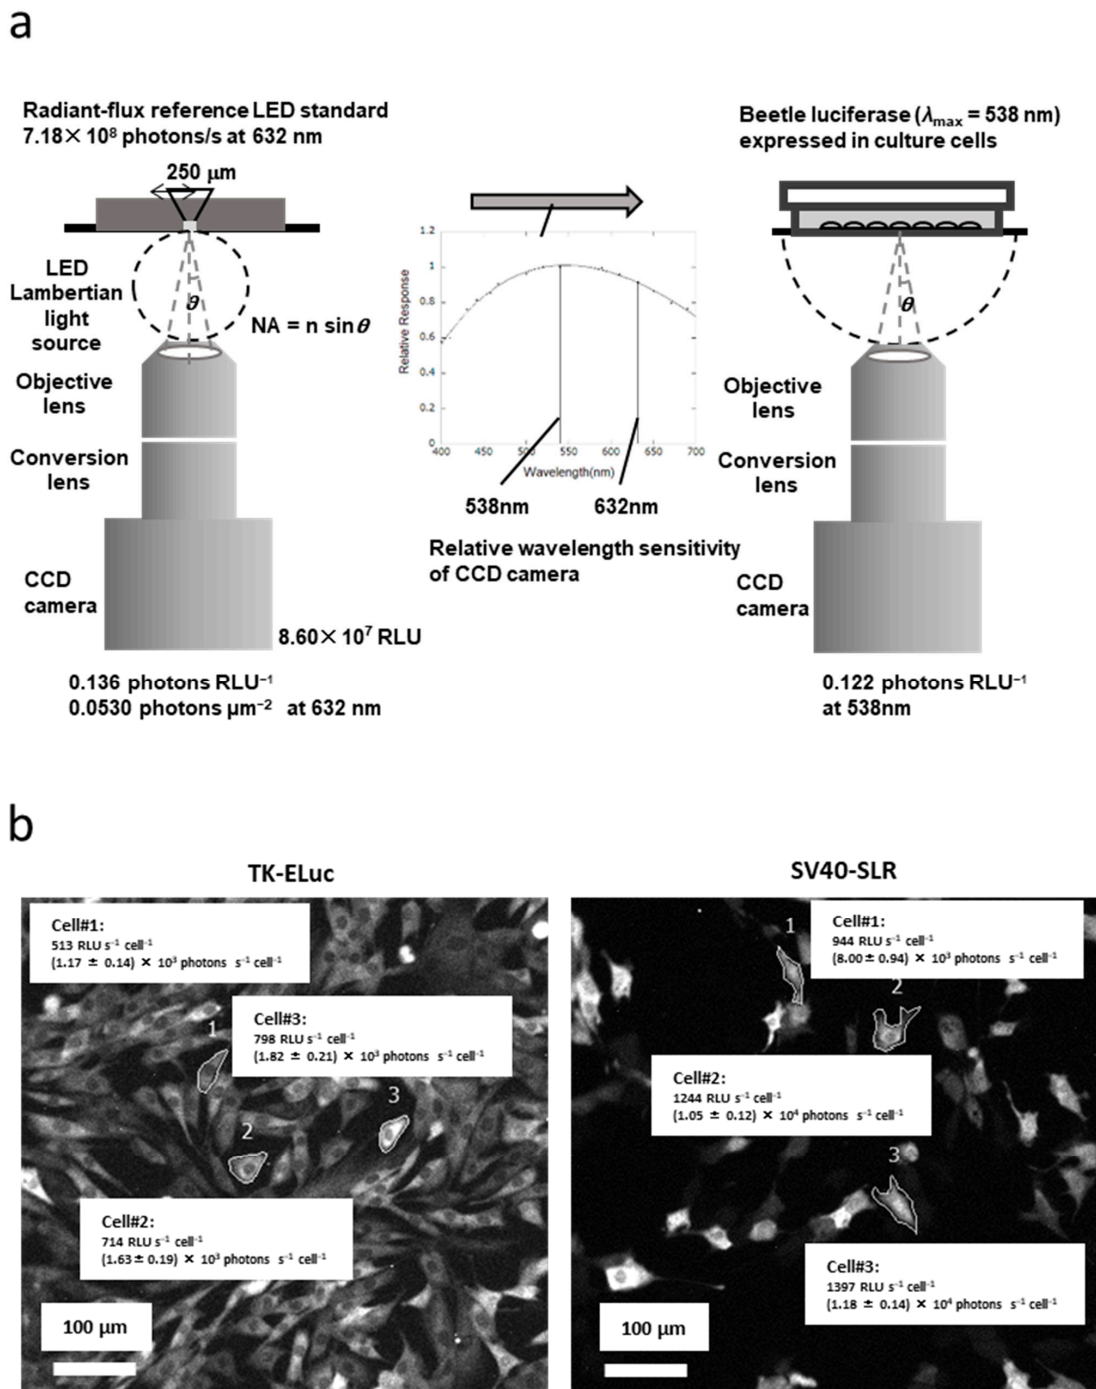 a
Radiant-flux reference LED standard
7.18× 10⁸ photons/s at 632 nm
250 µm
LED
Lambertian
light
source
θ
NA = n sinθ
Objective
lens
Conversion
lens
CCD
camera
8.60× 10⁷ RLU
0.136 photons RLU⁻¹
0.0530 photons µm⁻² at 632 nm
1.2
1
0.8
0.6
0.4
0.2
0
Relative Response
400 450 500 550 600 650 700
Wavelength(nm)
538nm 632nm
Relative wavelength sensitivity
of CCD camera
Beetle luciferase (λmax = 538 nm)
expressed in culture cells
θ
Objective
lens
Conversion
lens
CCD
camera
0.122 photons RLU⁻¹
at 538nm
b
TK-ELuc
Cell#1:
513 RLU s⁻¹ cell⁻¹
(1.17 ± 0.14) × 10³ photons s⁻¹ cell⁻¹
1
Cell#3:
798 RLU s⁻¹ cell⁻¹
(1.82 ± 0.21) × 10³ photons s⁻¹ cell⁻¹
3
2
Cell#2:
714 RLU s⁻¹ cell⁻¹
(1.63 ± 0.19) × 10³ photons s⁻¹ cell⁻¹
100 µm
SV40-SLR
1
Cell#1:
944 RLU s⁻¹ cell⁻¹
(8.00 ± 0.94) × 10³ photons s⁻¹ cell⁻¹
2
Cell#2:
1244 RLU s⁻¹ cell⁻¹
(1.05 ± 0.12) × 10⁴ photons s⁻¹ cell⁻¹
3
Cell#3:
1397 RLU s⁻¹ cell⁻¹
(1.18 ± 0.14) × 10⁴ photons s⁻¹ cell⁻¹
100 µm